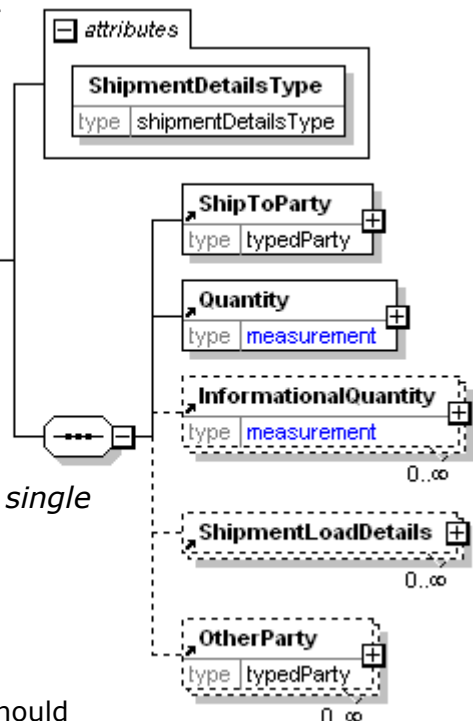 attributes
ShipmentDetailsType
type shipmentDetailsType
ShipToParty
type typedParty
Quantity
type measurement
InformationalQuantity
type measurement
0..∞
single
ShipmentLoadDetails
0..∞
OtherParty
type typedParty
0..∞